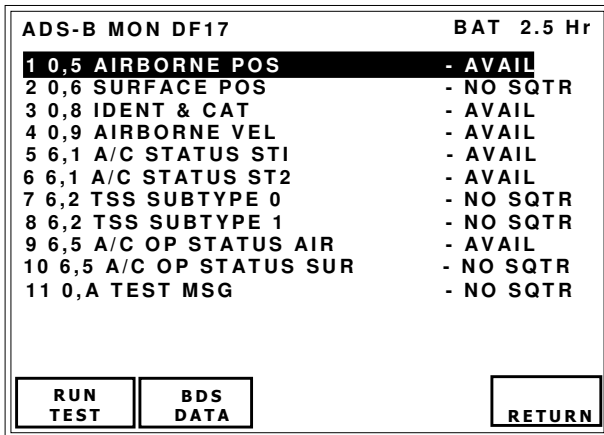 ADS-B MON DF17 BAT 2.5 Hr
1 0,5 AIRBORNE POS - AVAIL
2 0,6 SURFACE POS - NO SQTR
3 0,8 IDENT & CAT - AVAIL
4 0,9 AIRBORNE VEL - AVAIL
5 6,1 A/C STATUS STI - AVAIL
6 6,1 A/C STATUS ST2 - AVAIL
7 6,2 TSS SUBTYPE 0 - NO SQTR
8 6,2 TSS SUBTYPE 1 - NO SQTR
9 6,5 A/C OP STATUS AIR - AVAIL
10 6,5 A/C OP STATUS SUR - NO SQTR
11 0,A TEST MSG - NO SQTR
RUN
TEST
BDS
DATA
RETURN